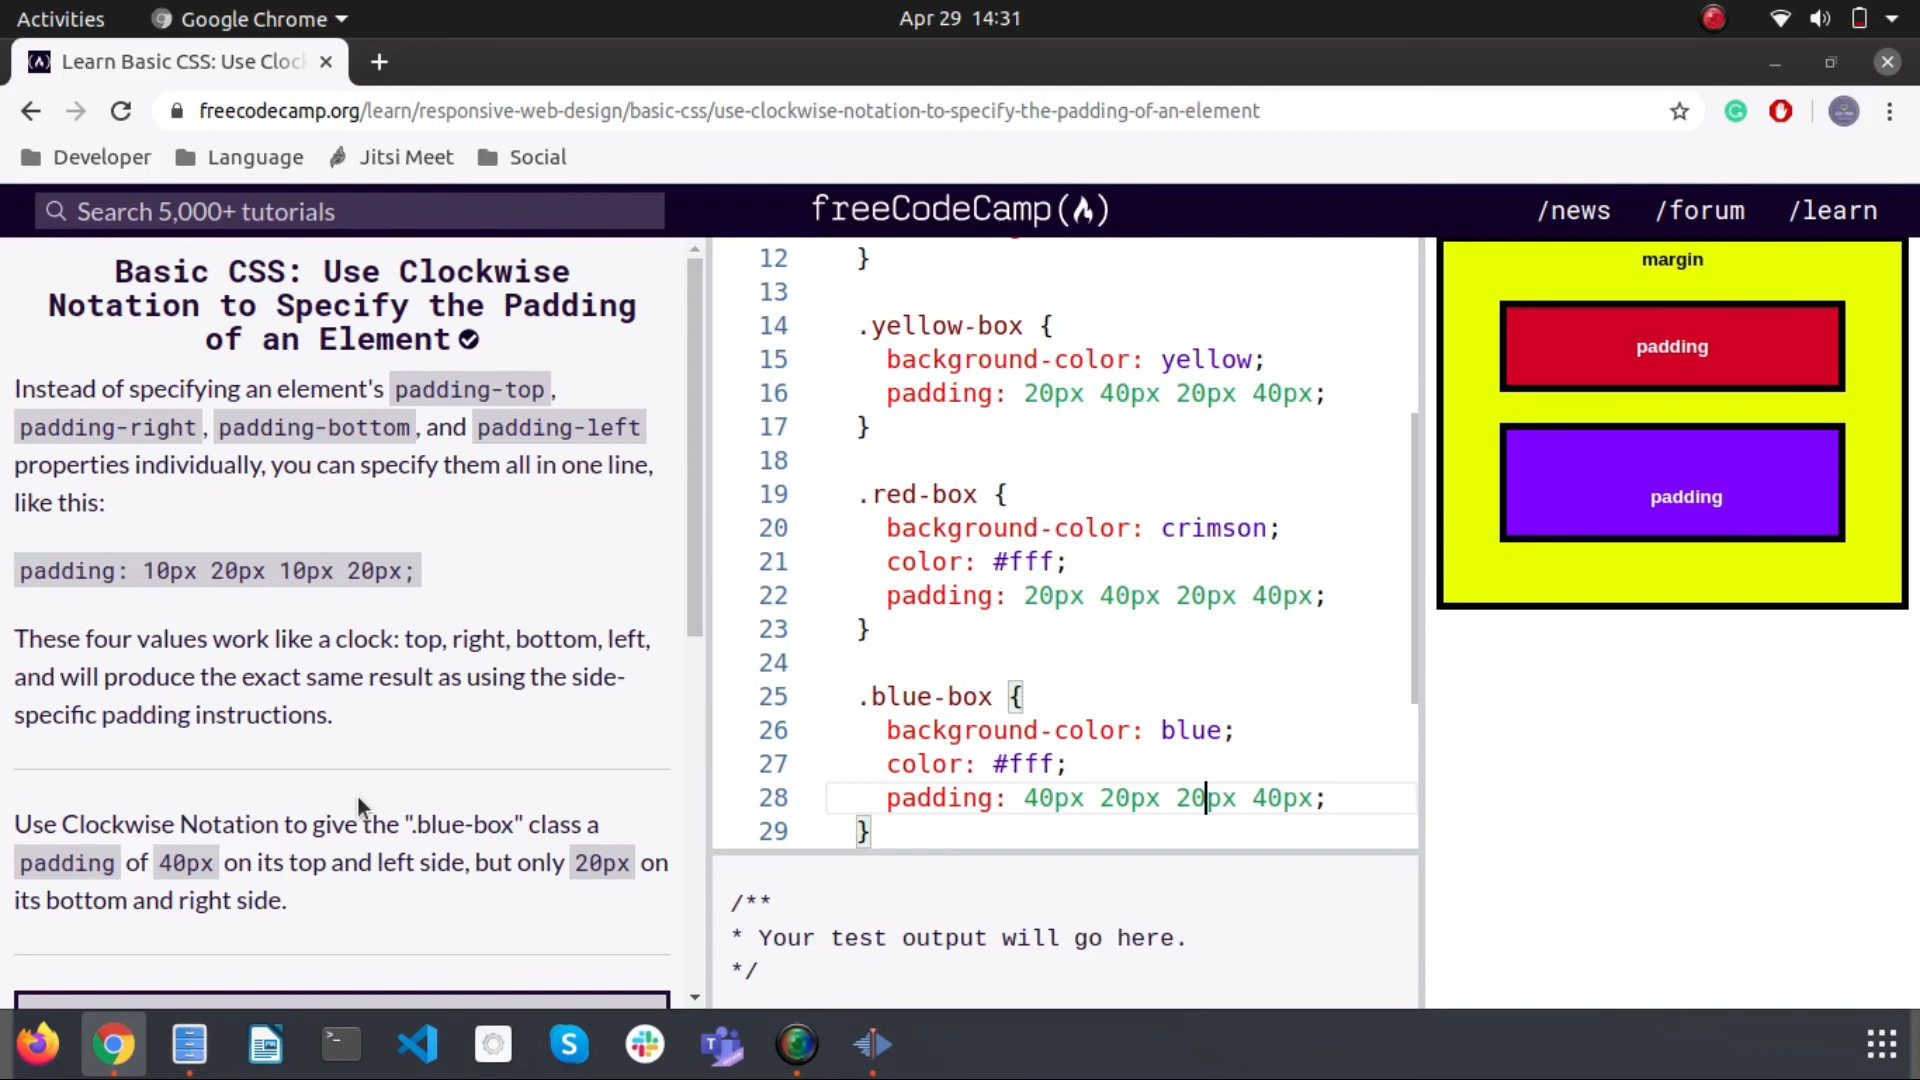 Activities
Google Chrome
Apr 29 14:31
Learn Basic CSS: Use Cloc
freecodecamp.org/learn/responsive-web-design/basic-css/use-clockwise-notation-to-specify-the-padding-of-an-element
Developer
Language
Jitsi Meet
Social
Search 5,000+ tutorials
freeCodeCamp
/news
/forum
/learn
Basic CSS: Use Clockwise
Notation to Specify the Padding
of an Element
Instead of specifying an element's padding-top,
padding-right, padding-bottom, and padding-left
properties individually, you can specify them all in one line,
like this:
padding: 10px 20px 10px 20px;
These four values work like a clock: top, right, bottom, left,
and will produce the exact same result as using the side-
specific padding instructions.
Use Clockwise Notation to give the ".blue-box" class a
padding of 40px on its top and left side, but only 20px on
its bottom and right side.
12 }
13
14 .yellow-box {
15 background-color: yellow;
16 padding: 20px 40px 20px 40px;
17 }
18
19 .red-box {
20 background-color: crimson;
21 color: #fff;
22 padding: 20px 40px 20px 40px;
23 }
24
25 .blue-box {
26 background-color: blue;
27 color: #fff;
28 padding: 40px 20px 20px 40px;
29 }
/**
* Your test output will go here.
*/
margin
padding
padding